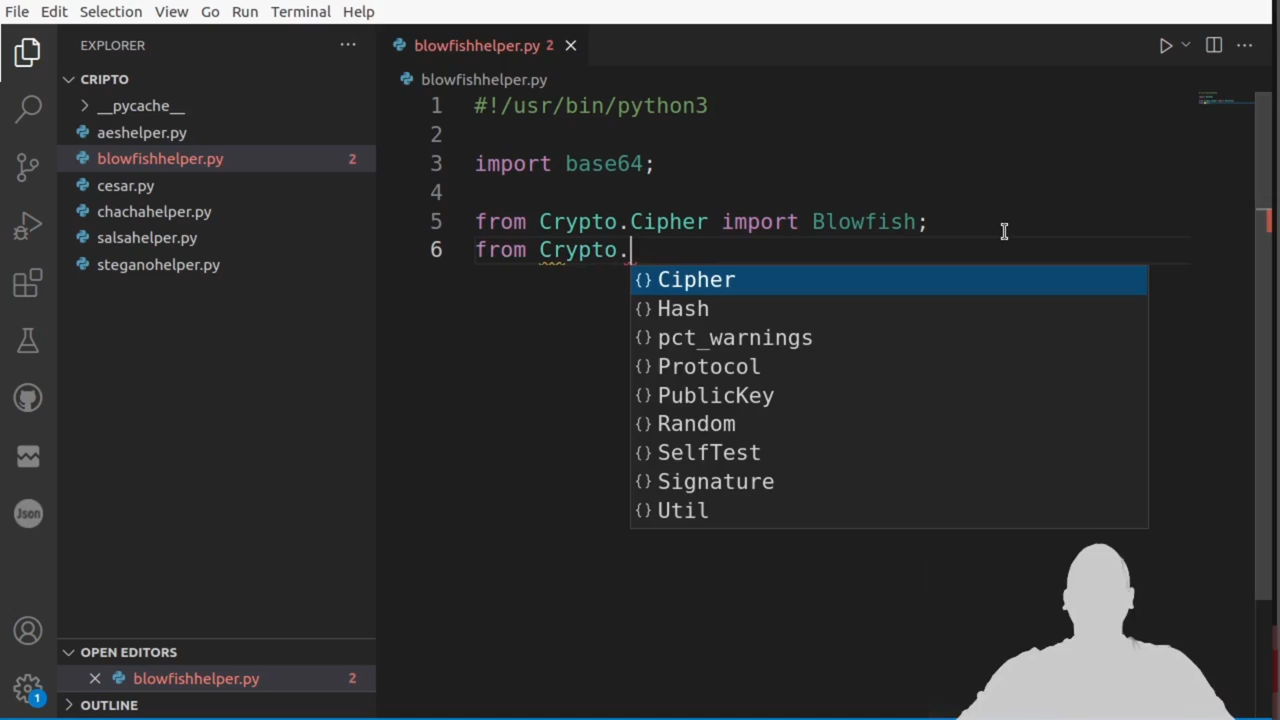 File Edit Selection View Go Run Terminal Help
EXPLORER
CRIPTO
__pycache__
aeshelper.py
blowfishhelper.py 2
cesar.py
chachahelper.py
salsahelper.py
steganohelper.py
OPEN EDITORS
blowfishhelper.py 2
OUTLINE
Json
1
blowfishhelper.py 2
blowfishhelper.py
1 #!/usr/bin/python3
2
3 import base64;
4
5 from Crypto.Cipher import Blowfish;
6 from Crypto.
{} Cipher
{} Hash
{} pct_warnings
{} Protocol
{} PublicKey
{} Random
{} SelfTest
{} Signature
{} Util